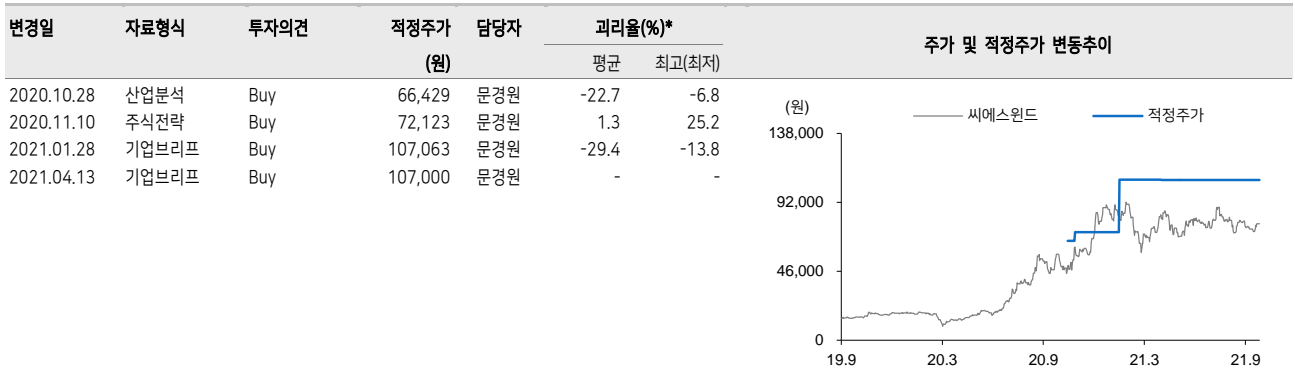 변경일 자료형식 투자의견 적정주가 담당자 괴리율(%)* 주가 및 적정주가 변동추이
(원) 평균 최고(최저)
2020.10.28 산업분석 Buy 66,429 문경원 -22.7 -6.8
2020.11.10 주식전략 Buy 72,123 문경원 1.3 25.2
2021.01.28 기업브리프 Buy 107,063 문경원 -29.4 -13.8
2021.04.13 기업브리프 Buy 107,000 문경원 - -
(원) 씨에스윈드 적정주가
138,000
92,000
46,000
0
19.9 20.3 20.9 21.3 21.9